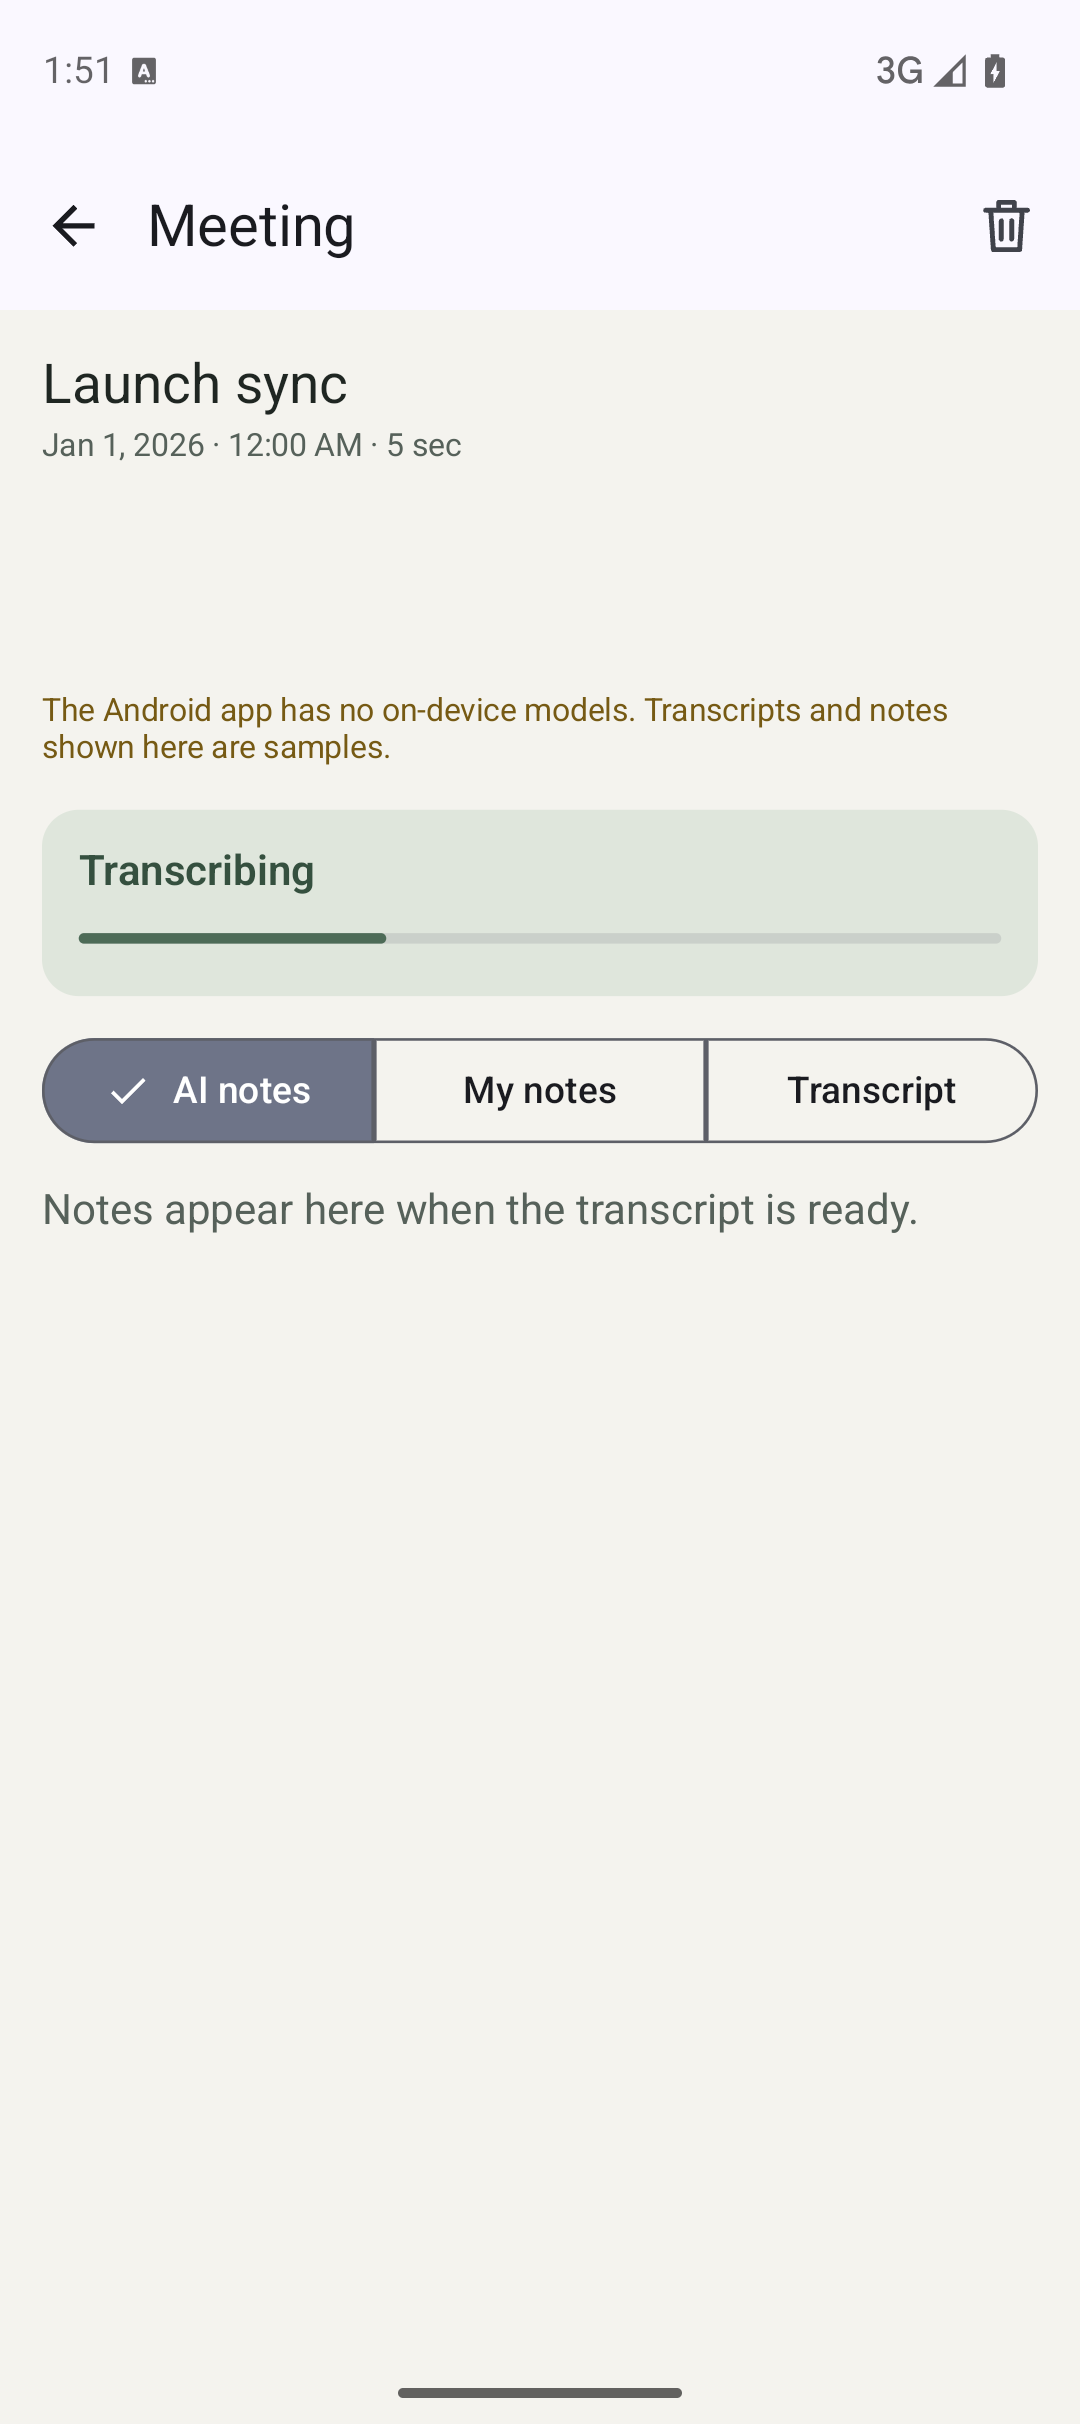 1:51
3G
Meeting
Launch sync
Jan 1, 2026 · 12:00 AM · 5 sec
The Android app has no on-device models. Transcripts and notes
shown here are samples.
Transcribing
AI notes
My notes
Transcript
Notes appear here when the transcript is ready.